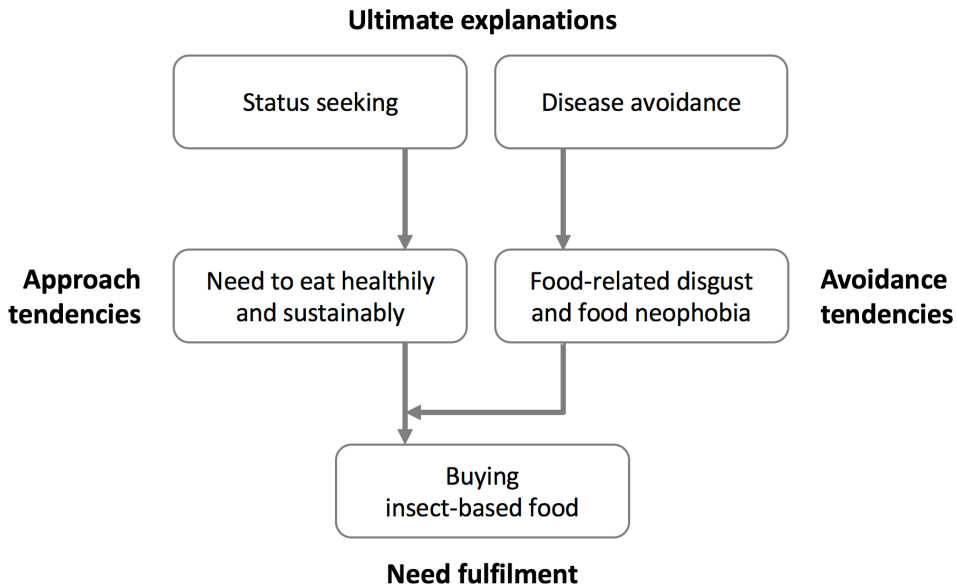 Ultimate explanations
Status seeking
Disease avoidance
Approach
tendencies
Need to eat healthily
and sustainably
Food-related disgust
and food neophobia
Avoidance
tendencies
Buying
insect-based food
Need fulfilment